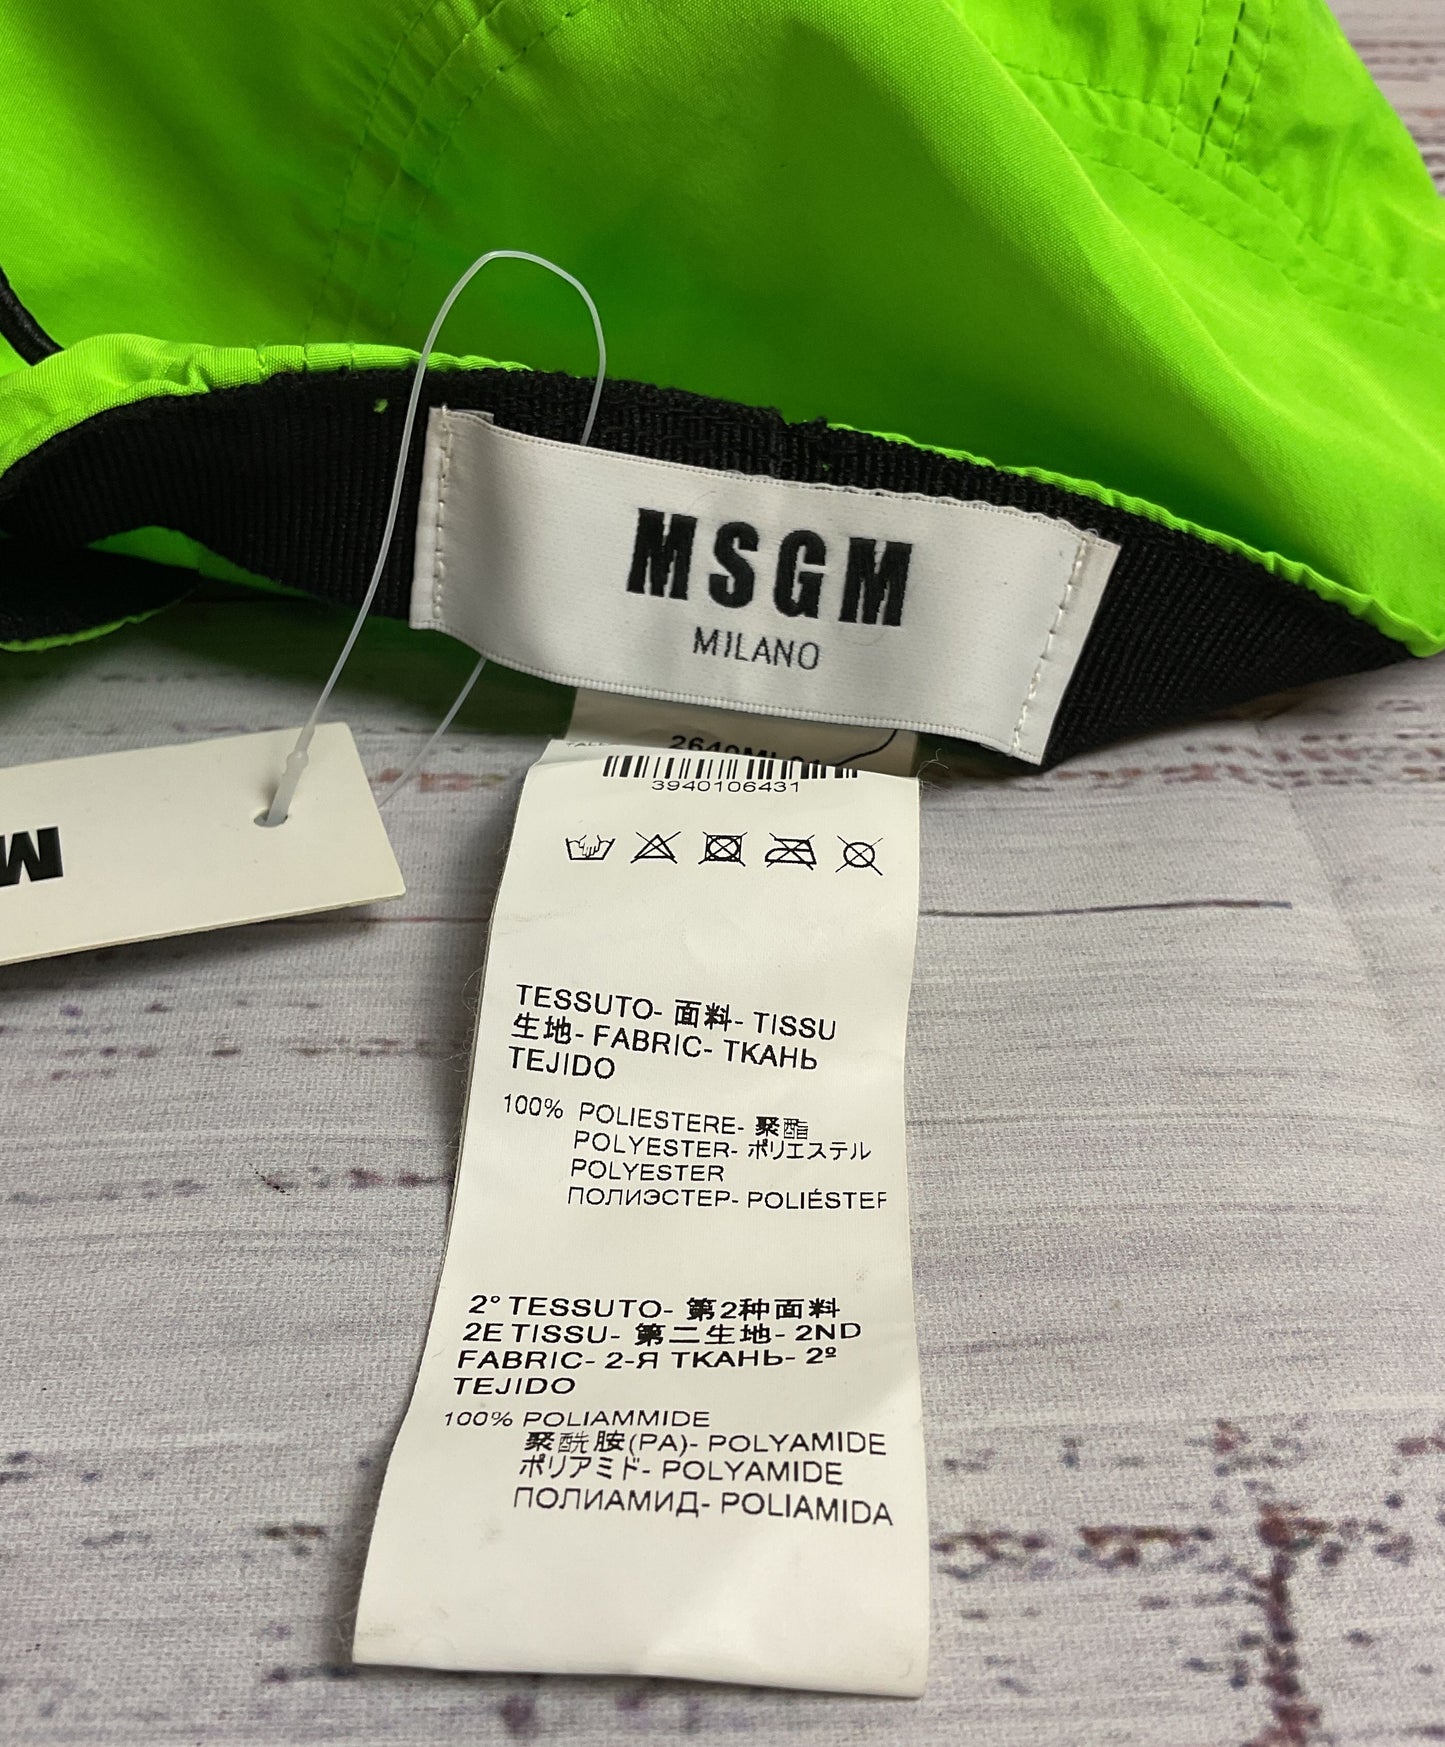 MSGM
MILANO
M
3940106431
TESSUTO- 面料- TISSU
生地- FABRIC- ТКАНЬ
TEJIDO
100% POLIESTERE- 聚酯
POLYESTER- ポリエステル
POLYESTER
ПОЛИЭСТЕР- POLIÉSTER
2° TESSUTO- 第2种面料
2E TISSU- 第二生地- 2ND
FABRIC- 2-Я ТКАНЬ- 2º
TEJIDO
100% POLIAMMIDE
聚酰胺(PA)- POLYAMIDE
ポリアミド- POLYAMIDE
ПОЛИАМИД- POLIAMIDA